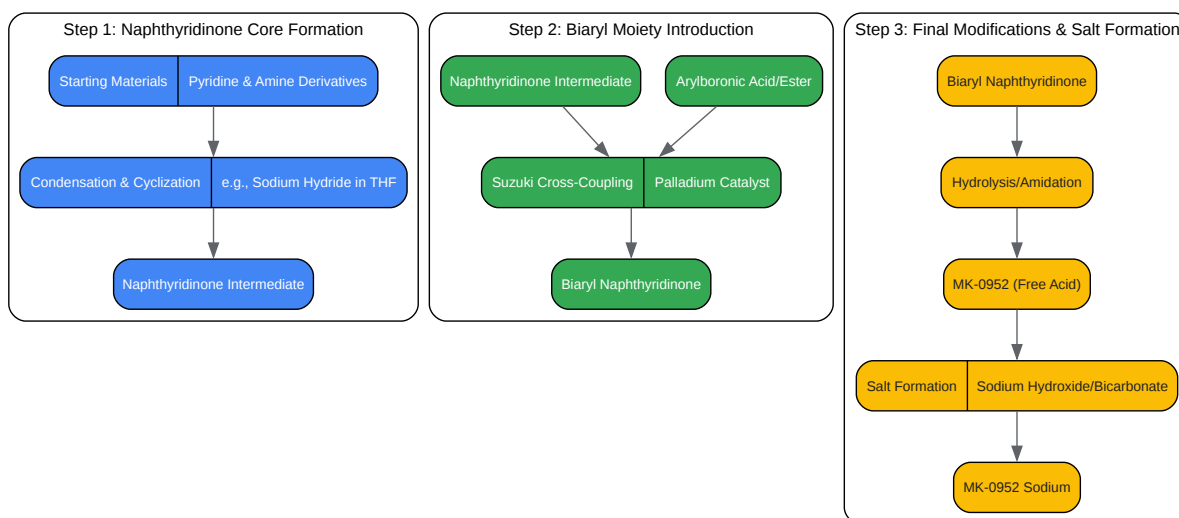 Step 1: Naphthyridinone Core Formation
Starting Materials
Pyridine & Amine Derivatives
Condensation & Cyclization
e.g., Sodium Hydride in THF
Naphthyridinone Intermediate
Step 2: Biaryl Moiety Introduction
Naphthyridinone Intermediate
Arylboronic Acid/Ester
Suzuki Cross-Coupling
Palladium Catalyst
Biaryl Naphthyridinone
Step 3: Final Modifications & Salt Formation
Biaryl Naphthyridinone
Hydrolysis/Amidation
MK-0952 (Free Acid)
Salt Formation
Sodium Hydroxide/Bicarbonate
MK-0952 Sodium